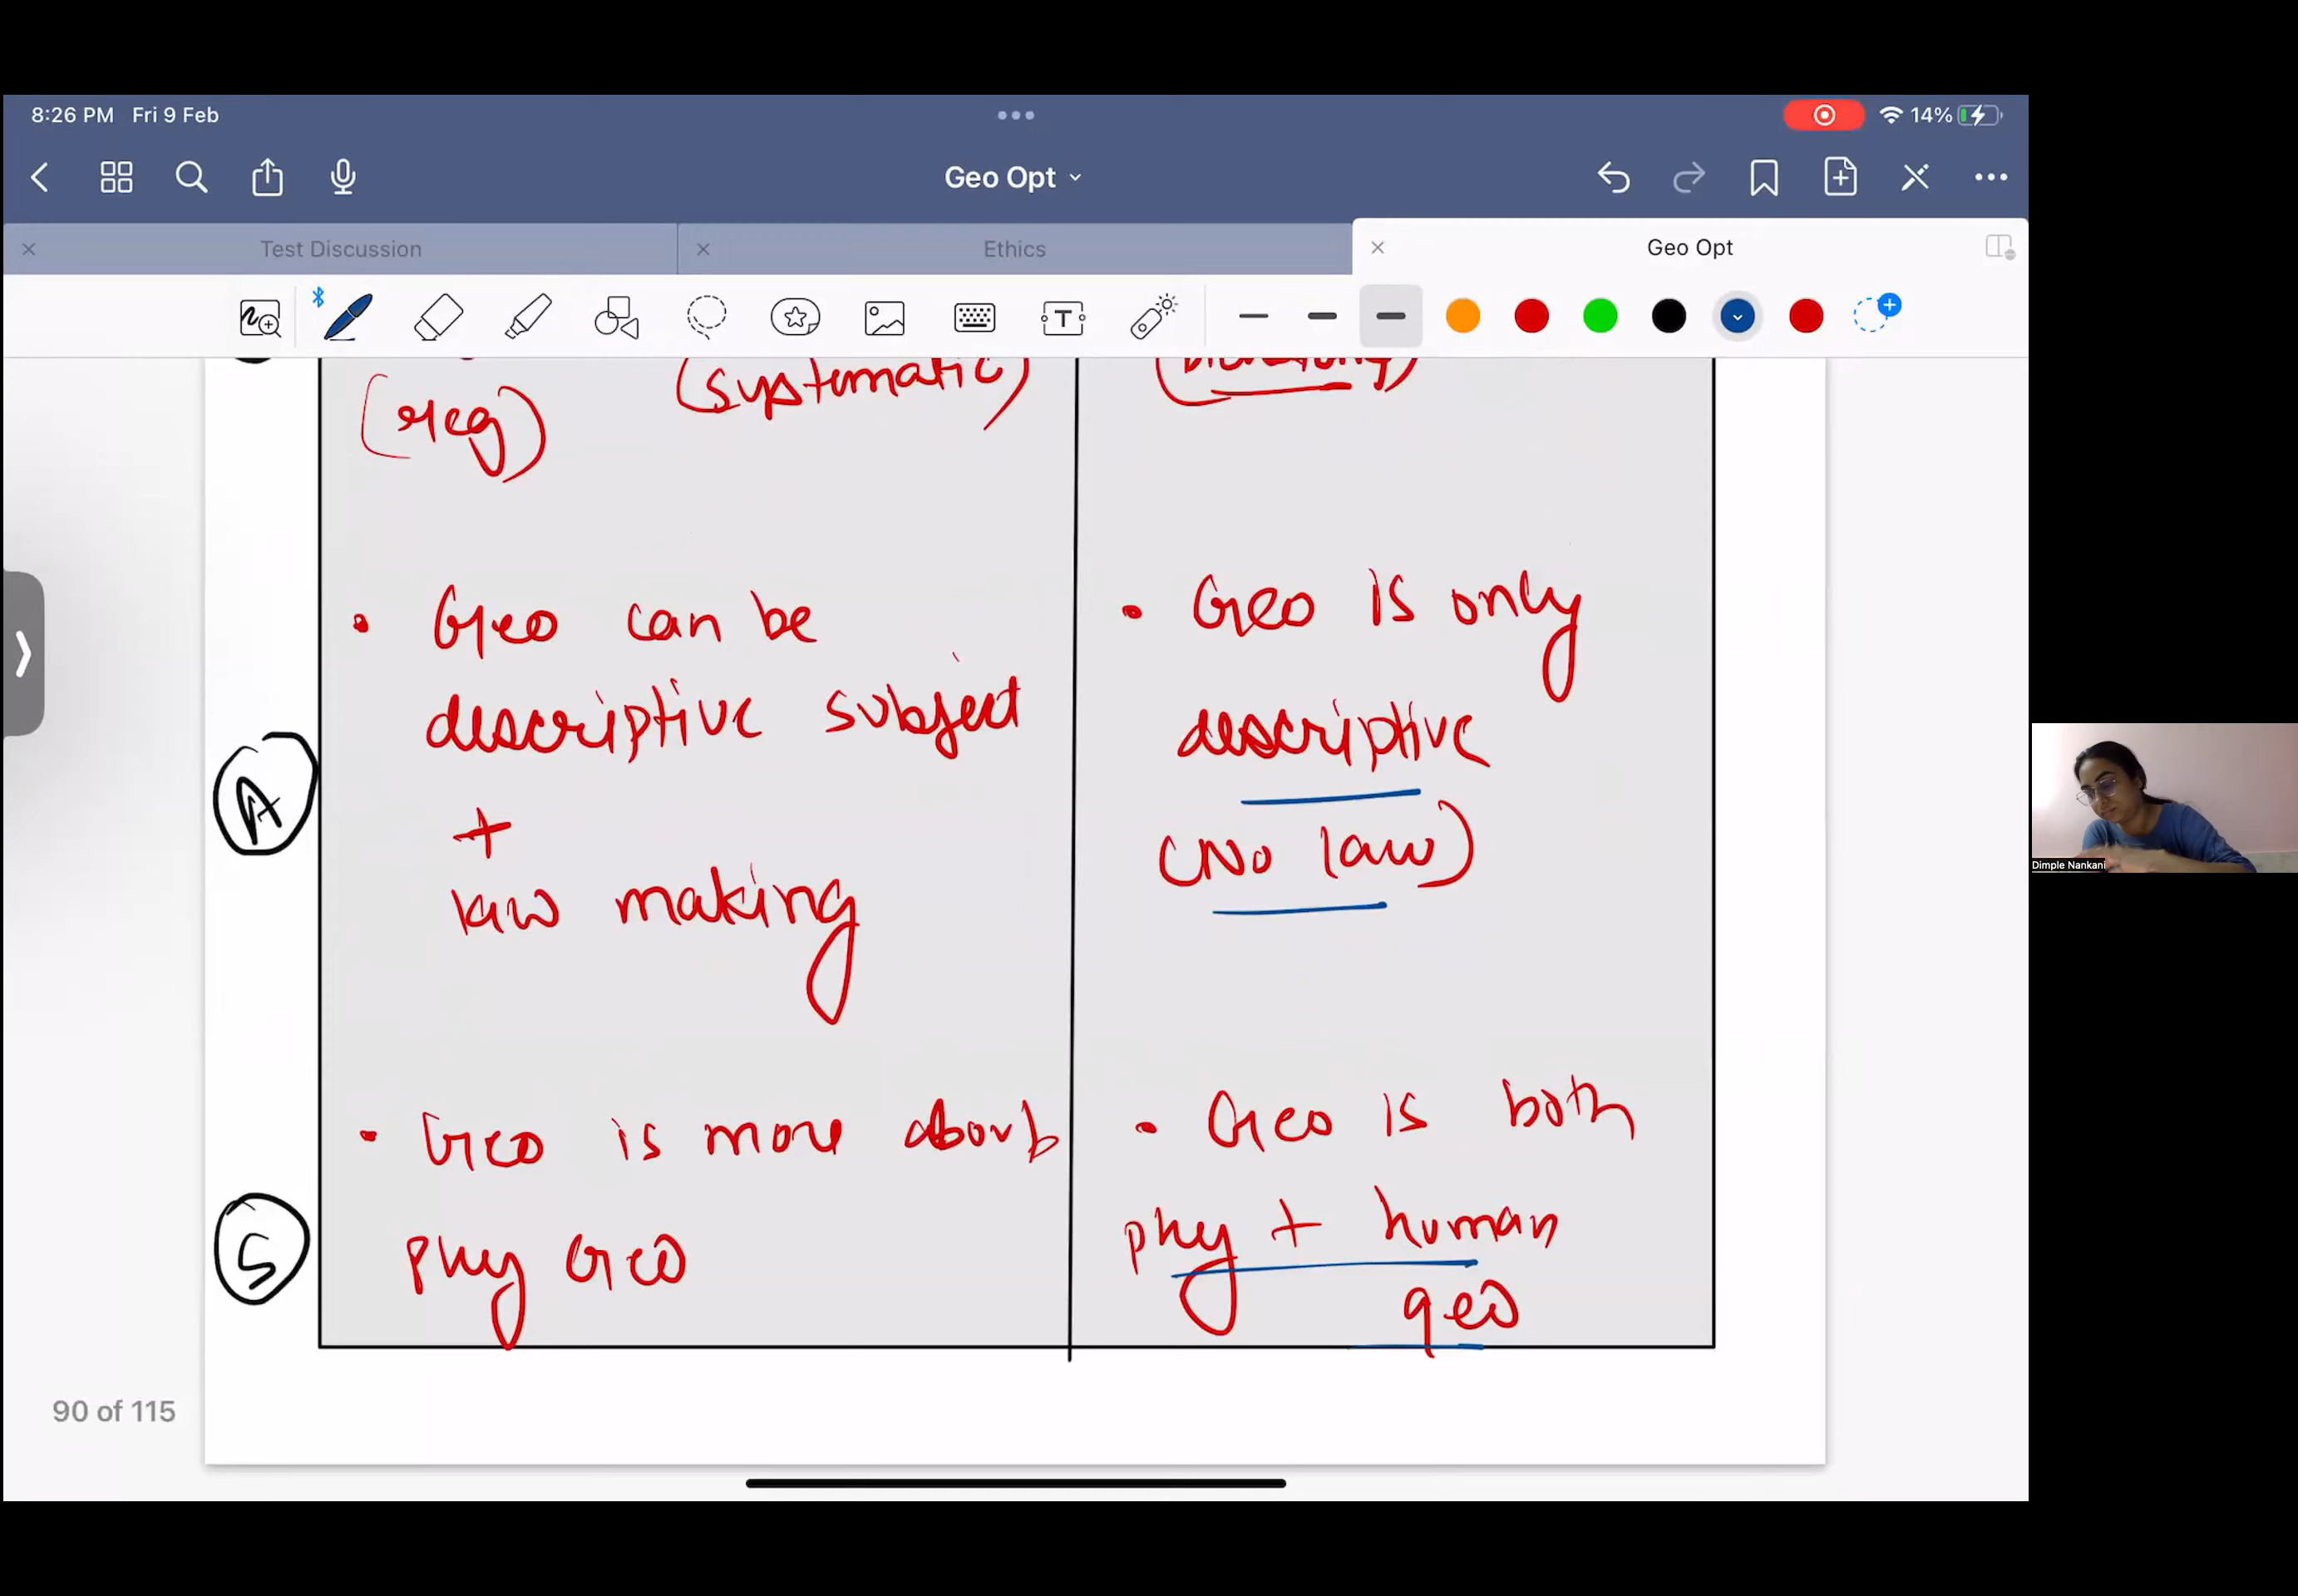 8:26 PM Fri 9 Feb
14%
Geo Opt
Test Discussion
Ethics
Geo Opt
(systematic)
(reg)
• Geo can be
descriptive subject
+
law making
• Geo is only
descriptive
(No law)
A
• Geo is more about
phy Geo
• Geo is both
phy + human
geo
S
90 of 115
Dimple Nankani